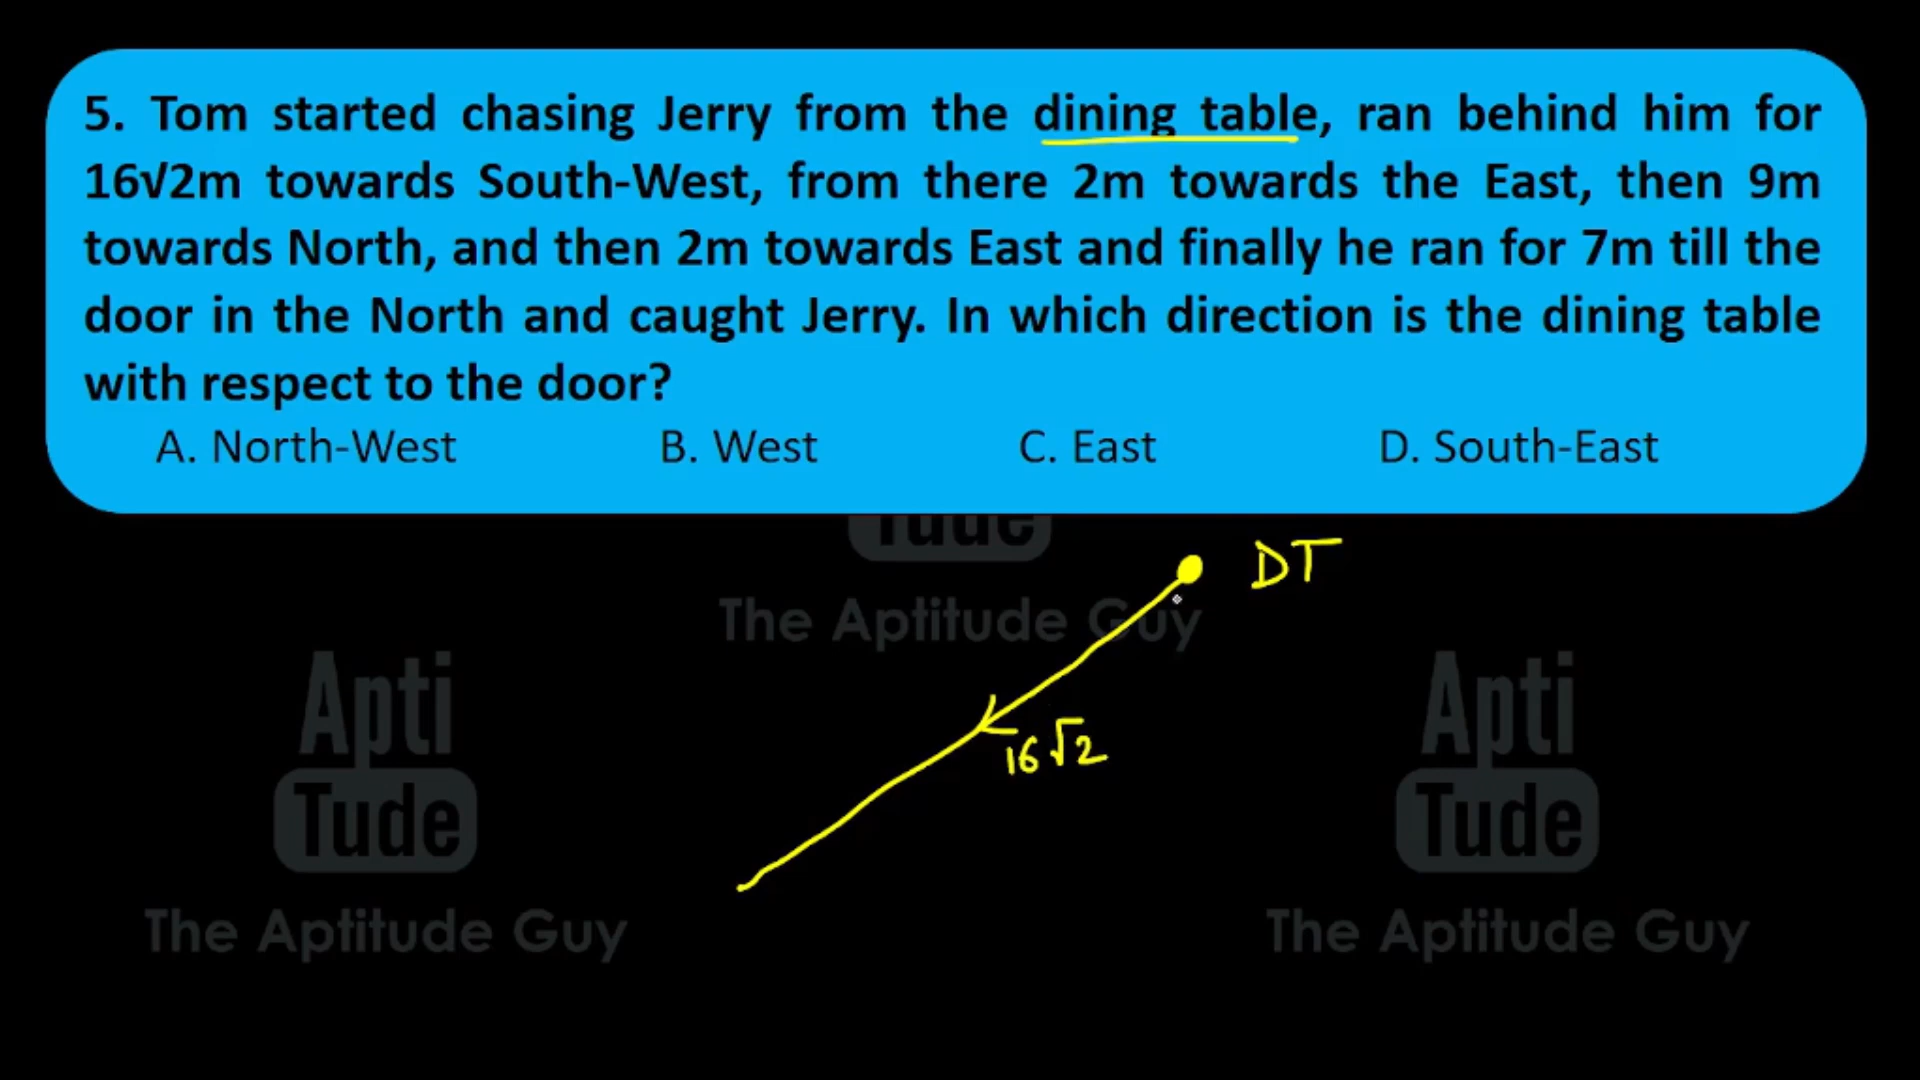 5. Tom started chasing Jerry from the dining table, ran behind him for
16√2m towards South-West, from there 2m towards the East, then 9m
towards North, and then 2m towards East and finally he ran for 7m till the
door in the North and caught Jerry. In which direction is the dining table
with respect to the door?
A. North-West B. West C. East D. South-East
Tude
DT
The Aptitude Guy
16√2
Apti
Tude
The Aptitude Guy
Apti
Tude
The Aptitude Guy